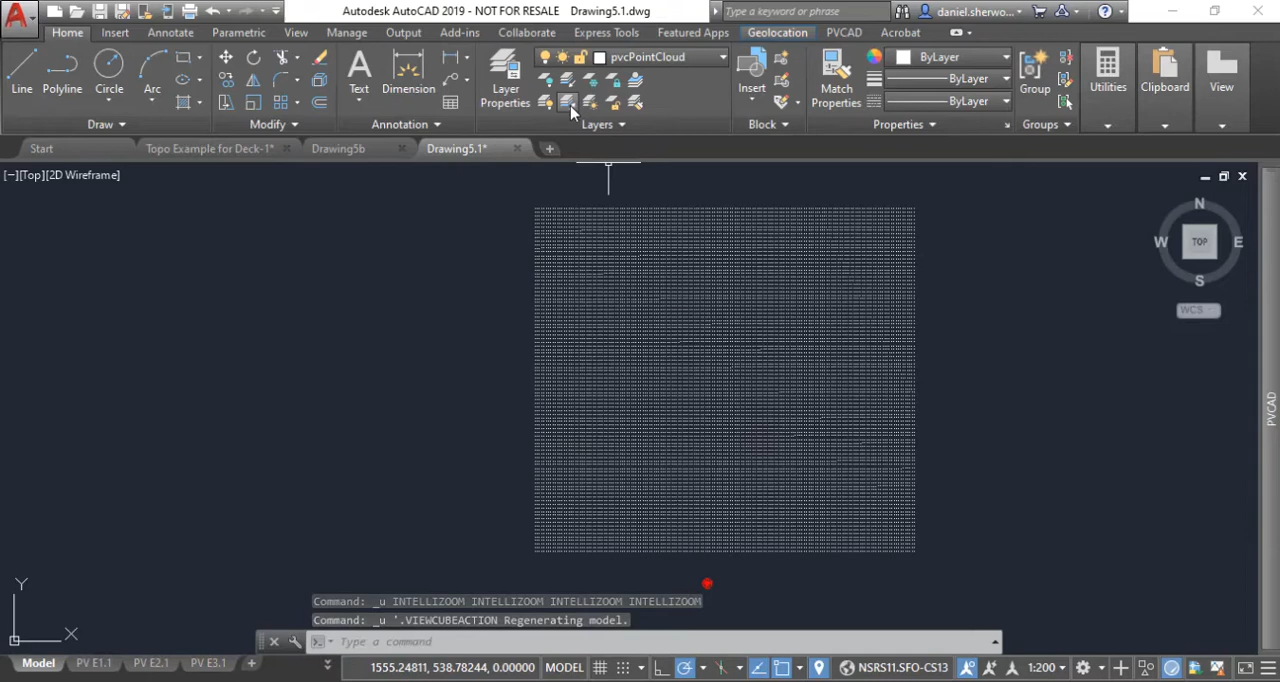 Autodesk AutoCAD 2019 - NOT FOR RESALE Drawing5.1.dwg
Type a keyword or phrase
daniel.sherwo...
Home Insert Annotate Parametric View Manage Output Add-ins Collaborate Express Tools Featured Apps Geolocation PVCAD Acrobat
pvcPointCloud
ByLayer
ByLayer
ByLayer
Line Polyline Circle Arc Text Dimension Layer Properties Insert Match Properties Group Utilities Clipboard View
Draw Modify Annotation Layers Block Properties Groups
Start Topo Example for Deck-1* Drawing5b Drawing5.1*
[−][Top][2D Wireframe]
N
W TOP E
S
WCS
PVCAD
Y
X
Command: _u INTELLIZOOM INTELLIZOOM INTELLIZOOM INTELLIZOOM
Command: _u '.VIEWCUBEACTION Regenerating model.
Type a command
Model PV E1.1 PV E2.1 PV E3.1 1555.24811, 538.78244, 0.00000 MODEL NSRS11.SFO-CS13 1:200